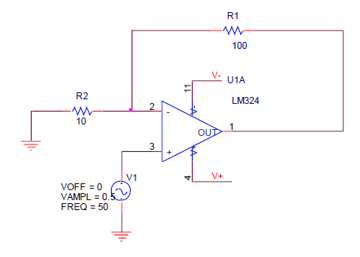 R1
100
V-
U1A
11
LM324
R2
10
2
-
OUT
1
3
+
V1
4
V+
VOFF = 0
VAMPL = 0.5
FREQ = 50